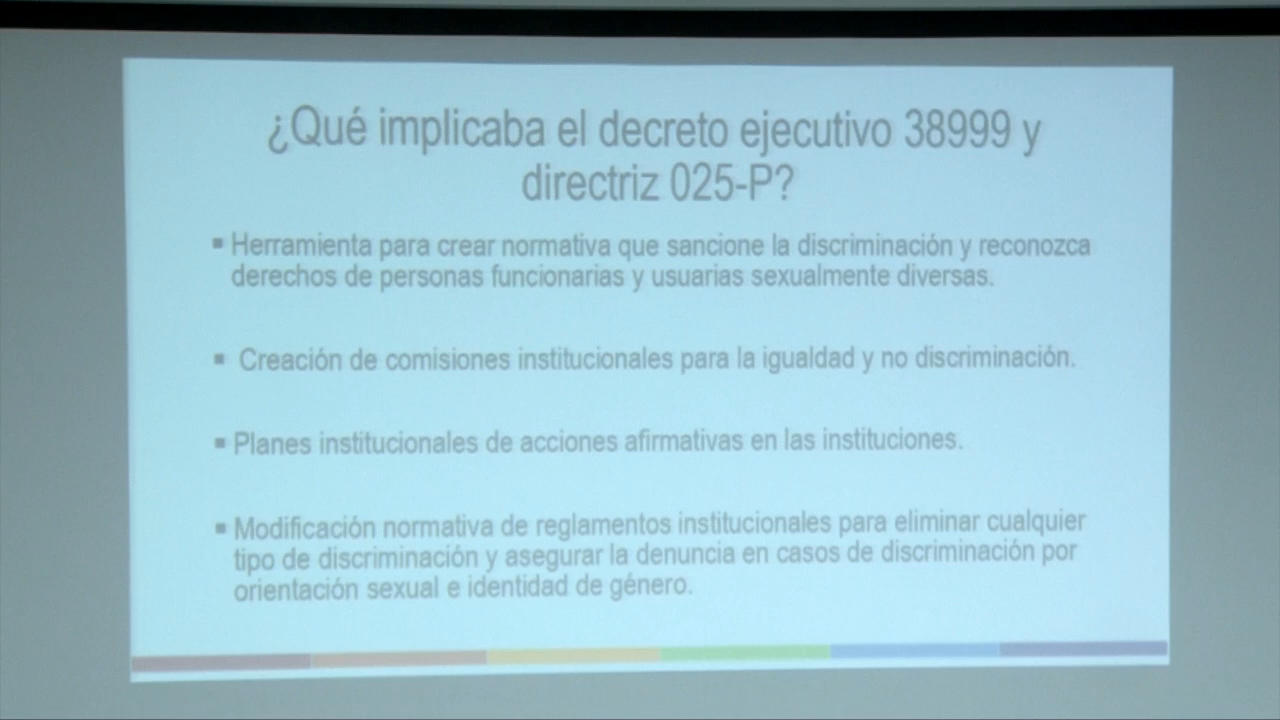 ¿Qué implicaba el decreto ejecutivo 38999 y
directriz 025-P?
▪ Herramienta para crear normativa que sancione la discriminación y reconozca
derechos de personas funcionarias y usuarias sexualmente diversas.
▪ Creación de comisiones institucionales para la igualdad y no discriminación.
▪ Planes institucionales de acciones afirmativas en las instituciones.
▪ Modificación normativa de reglamentos institucionales para eliminar cualquier
tipo de discriminación y asegurar la denuncia en casos de discriminación por
orientación sexual e identidad de género.